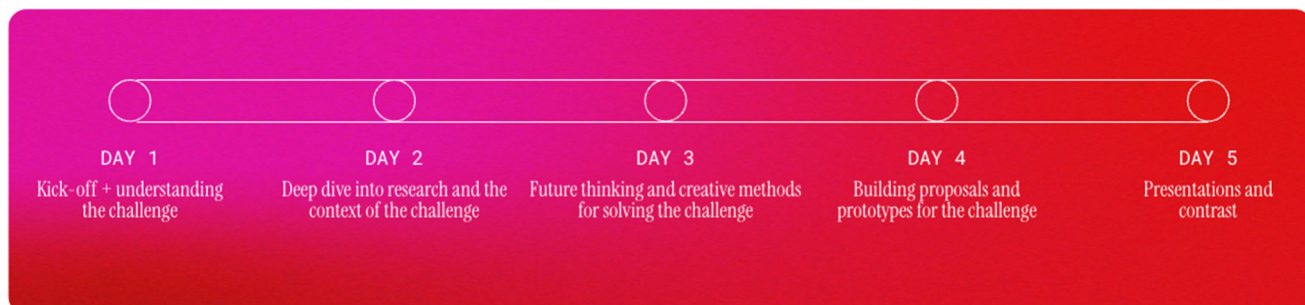 DAY 1
Kick-off + understanding
the challenge
DAY 2
Deep dive into research and the
context of the challenge
DAY 3
Future thinking and creative methods
for solving the challenge
DAY 4
Building proposals and
prototypes for the challenge
DAY 5
Presentations and
contrast